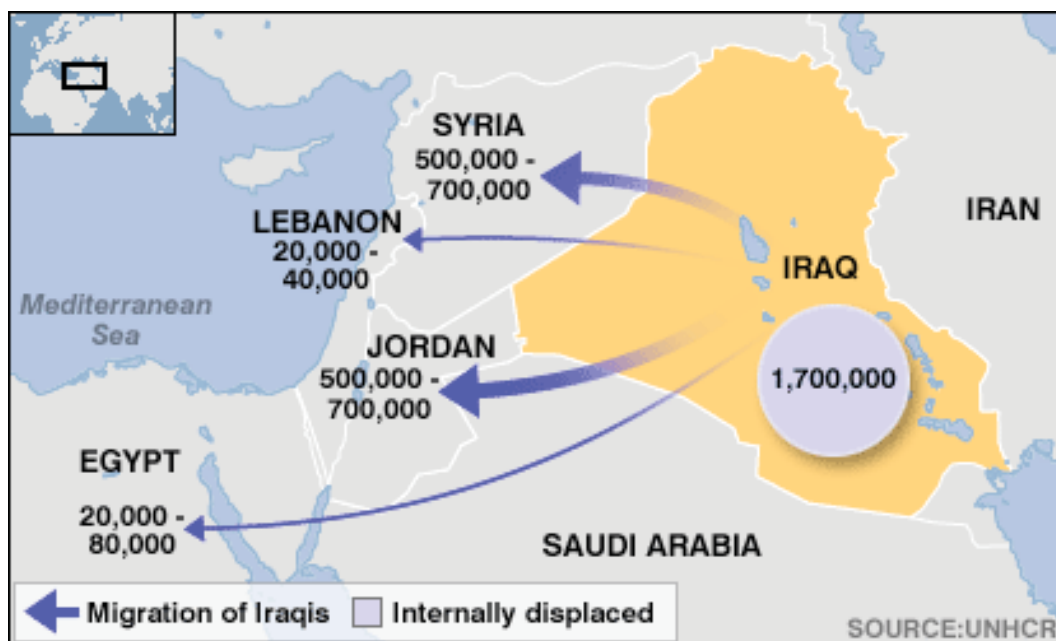 SYRIA
500,000 -
700,000
LEBANON
20,000 -
40,000
IRAN
IRAQ
Mediterranean
Sea
JORDAN
500,000 -
700,000
1,700,000
EGYPT
20,000 -
80,000
SAUDI ARABIA
Migration of Iraqis
Internally displaced
SOURCE:UNHCR